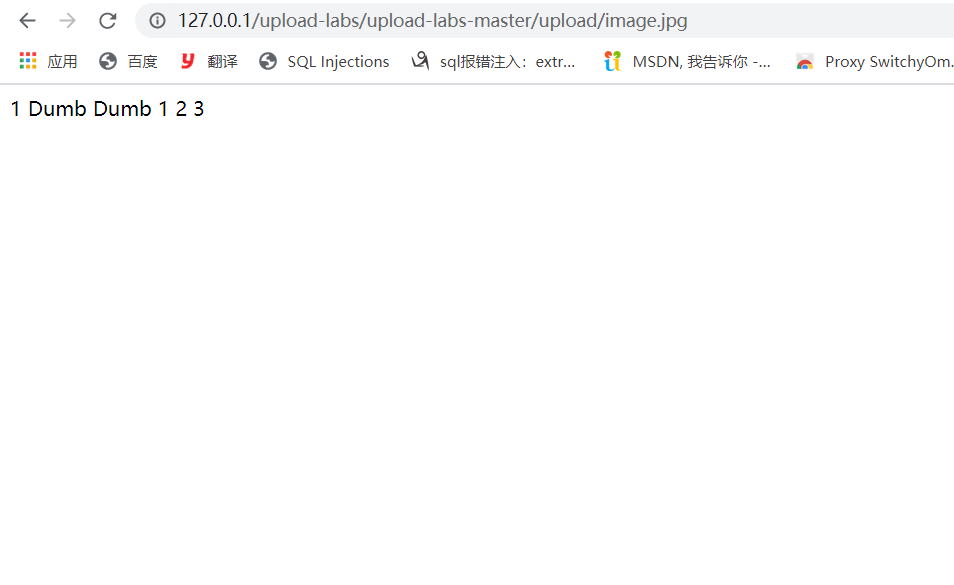 127.0.0.1/upload-labs/upload-labs-master/upload/image.jpg
应用 百度 翻译 SQL Injections sql报错注入：extr... MSDN, 我告诉你 -... Proxy SwitchyOm.
1 Dumb Dumb 1 2 3